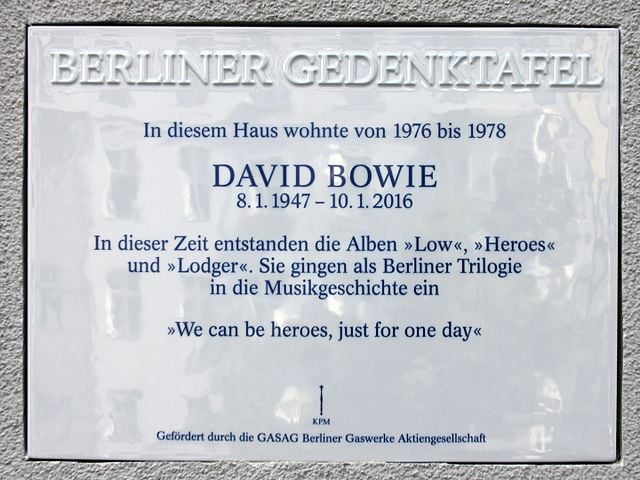 BERLINER GEDENKTAFEL
In diesem Haus wohnte von 1976 bis 1978
DAVID BOWIE
8. 1. 1947 – 10. 1. 2016
In dieser Zeit entstanden die Alben »Low«, »Heroes«
und »Lodger«. Sie gingen als Berliner Trilogie
in die Musikgeschichte ein
»We can be heroes, just for one day«
KPM
Gefördert durch die GASAG Berliner Gaswerke Aktiengesellschaft